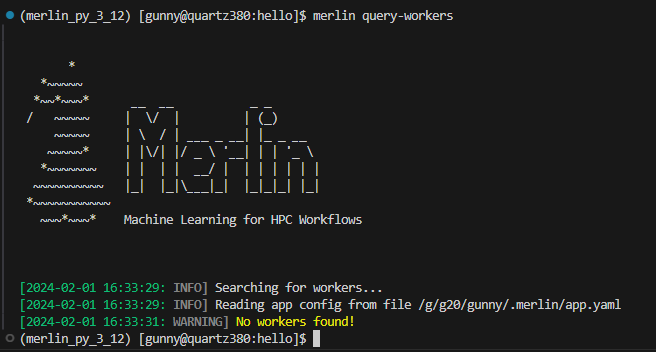 (merlin_py_3_12) [gunny@quartz380:hello]$ merlin query-workers
Merlin
Machine Learning for HPC Workflows
[2024-02-01 16:33:29: INFO] Searching for workers...
[2024-02-01 16:33:29: INFO] Reading app config from file /g/g20/gunny/.merlin/app.yaml
[2024-02-01 16:33:31: WARNING] No workers found!
(merlin_py_3_12) [gunny@quartz380:hello]$